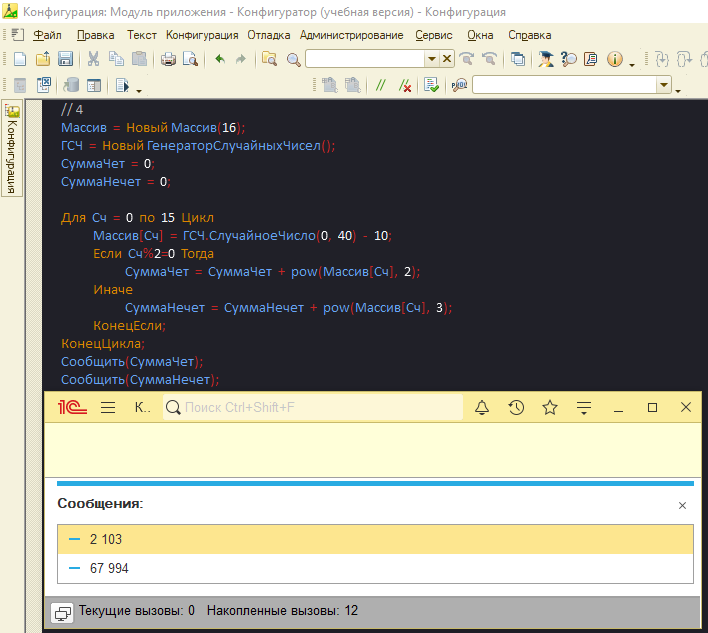 Конфигурация: Модуль приложения - Конфигуратор (учебная версия) - Конфигурация
Файл Правка Текст Конфигурация Отладка Администрирование Сервис Окна Справка
Конфигурация
// 4
Массив = Новый Массив(16);
ГСЧ = Новый ГенераторСлучайныхЧисел();
СуммаЧет = 0;
СуммаНечет = 0;
Для Сч = 0 по 15 Цикл
Массив[Сч] = ГСЧ.СлучайноеЧисло(0, 40) - 10;
Если Сч%2=0 Тогда
СуммаЧет = СуммаЧет + pow(Массив[Сч], 2);
Иначе
СуммаНечет = СуммаНечет + pow(Массив[Сч], 3);
КонецЕсли;
КонецЦикла;
Сообщить(СуммаЧет);
Сообщить(СуммаНечет);
1С К.. Поиск Ctrl+Shift+F
Сообщения:
2 103
67 994
Текущие вызовы: 0 Накопленные вызовы: 12